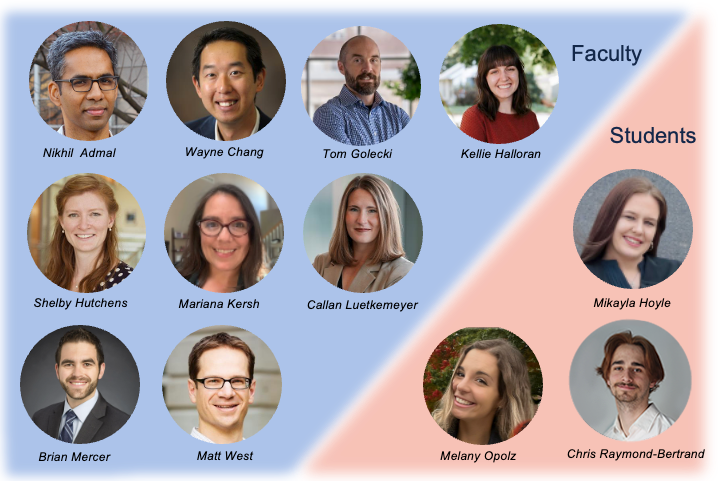 Faculty
Nikhil Admal
Wayne Chang
Tom Golecki
Kellie Halloran
Students
Shelby Hutchens
Mariana Kersh
Callan Luetkemeyer
Mikayla Hoyle
Brian Mercer
Matt West
Melany Opolz
Chris Raymond-Bertrand